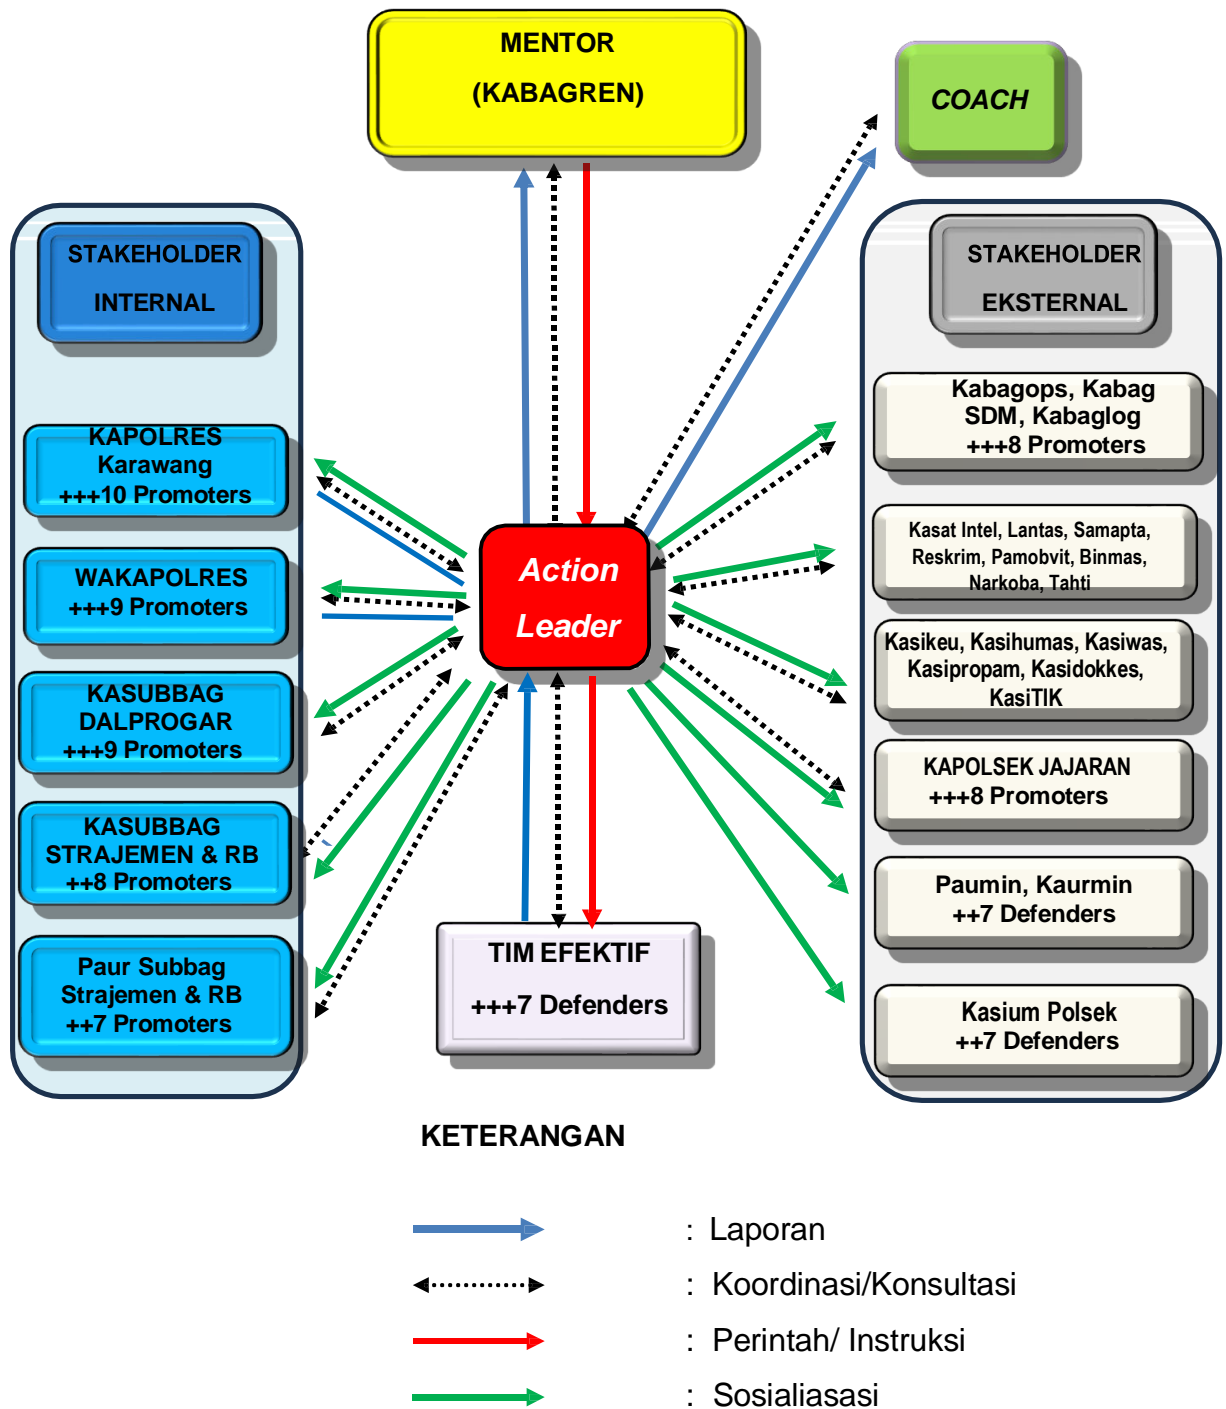 MENTOR
(KABAGREN)
COACH
STAKEHOLDER
INTERNAL
KAPOLRES
Karawang
+++10 Promoters
WAKAPOLRES
+++9 Promoters
KASUBBAG
DALPROGAR
+++9 Promoters
KASUBBAG
STRAJEMEN & RB
++8 Promoters
Paur Subbag
Strajemen & RB
++7 Promoters
Action
Leader
TIM EFEKTIF
+++7 Defenders
STAKEHOLDER
EKSTERNAL
Kabagops, Kabag
SDM, Kabaglog
+++8 Promoters
Kasat Intel, Lantas, Samapta,
Reskrim, Pamobvit, Binmas,
Narkoba, Tahti
Kasikeu, Kasihumas, Kasiwas,
Kasipropam, Kasidokkes,
KasiTIK
KAPOLSEK JAJARAN
+++8 Promoters
Paumin, Kaurmin
++7 Defenders
Kasium Polsek
++7 Defenders
KETERANGAN
: Laporan
: Koordinasi/Konsultasi
: Perintah/ Instruksi
: Sosialiasasi